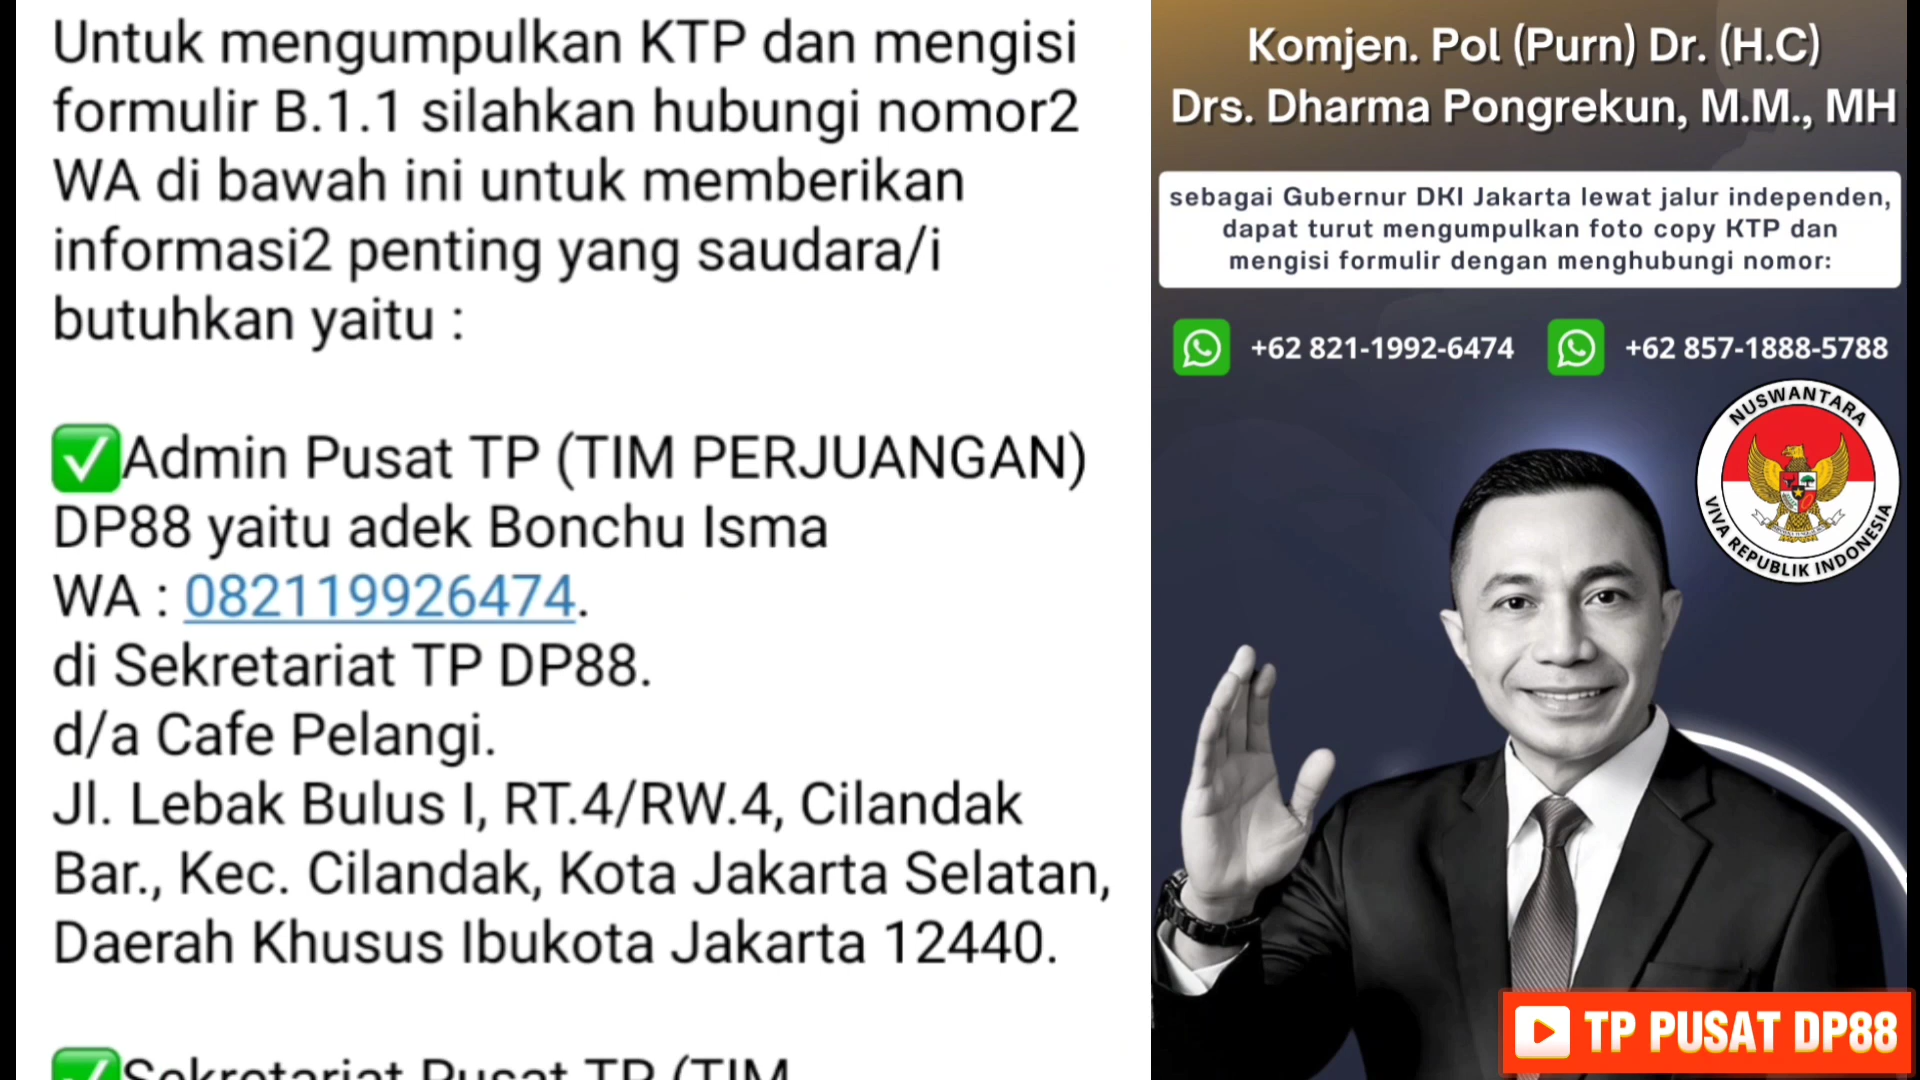 Untuk mengumpulkan KTP dan mengisi
formulir B.1.1 silahkan hubungi nomor2
WA di bawah ini untuk memberikan
informasi2 penting yang saudara/i
butuhkan yaitu :
✅Admin Pusat TP (TIM PERJUANGAN)
DP88 yaitu adek Bonchu Isma
WA : 082119926474.
di Sekretariat TP DP88.
d/a Cafe Pelangi.
Jl. Lebak Bulus I, RT.4/RW.4, Cilandak
Bar., Kec. Cilandak, Kota Jakarta Selatan,
Daerah Khusus Ibukota Jakarta 12440.
✅Sekretariat Pusat TP (TIM
Komjen. Pol (Purn) Dr. (H.C)
Drs. Dharma Pongrekun, M.M., MH
sebagai Gubernur DKI Jakarta lewat jalur independen,
dapat turut mengumpulkan foto copy KTP dan
mengisi formulir dengan menghubungi nomor:
+62 821-1992-6474 +62 857-1888-5788
NUSWANTARA
VIVA REPUBLIK INDONESIA
TP PUSAT DP88